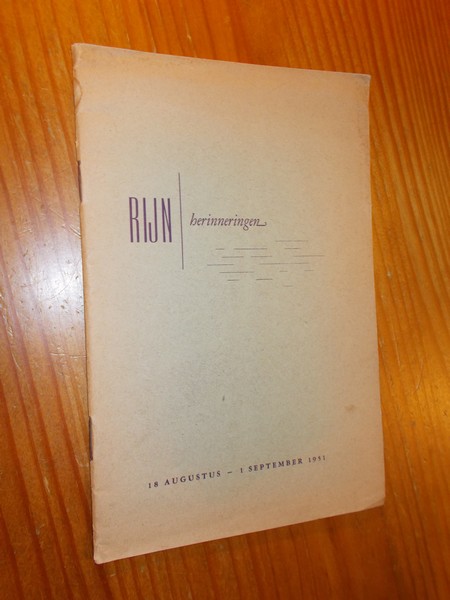 RIJN herinneringen
18 AUGUSTUS – 1 SEPTEMBER 1951